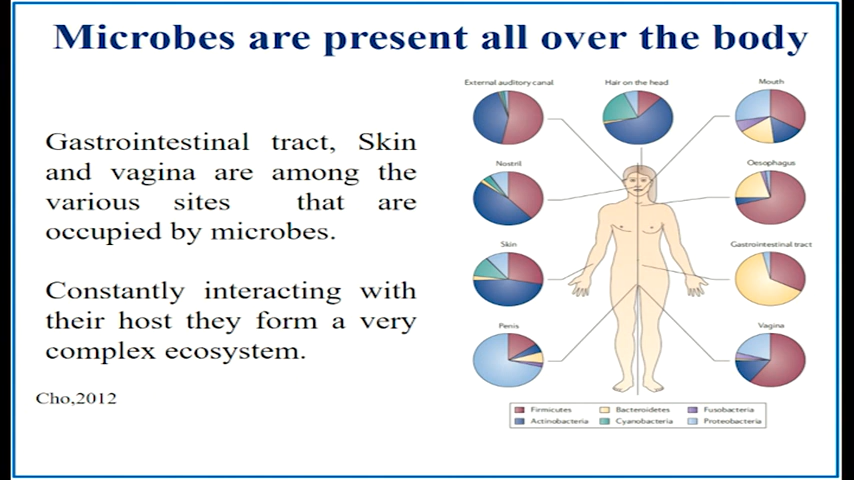 Microbes are present all over the body
Gastrointestinal tract, Skin
and vagina are among the
various sites that are
occupied by microbes.
Constantly interacting with
their host they form a very
complex ecosystem.
Cho,2012
External auditory canal
Hair on the head
Mouth
Nostril
Oesophagus
Skin
Gastrointestinal tract
Penis
Vagina
Firmicutes Bacteroidetes Fusobacteria
Actinobacteria Cyanobacteria Proteobacteria